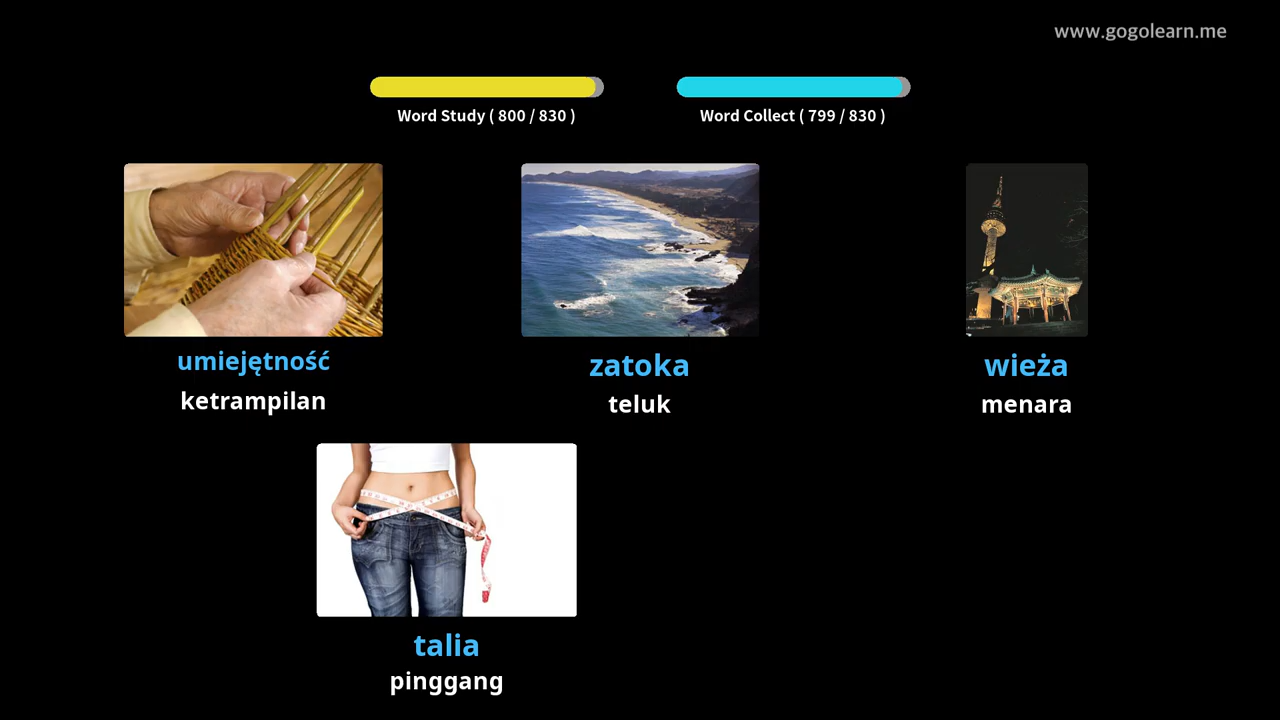 www.gogolearn.me
Word Study ( 800 / 830 )
Word Collect ( 799 / 830 )
umiejętność
ketrampilan
zatoka
teluk
wieża
menara
talia
pinggang